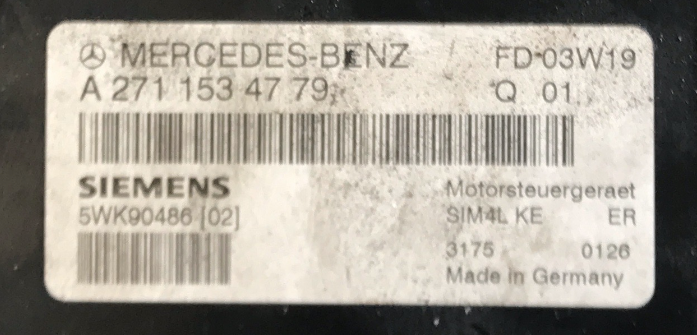 MERCEDES-BENZ FD 03W19
A 271 153 47 79 Q 01
SIEMENS Motorsteuergeraet
5WK90486 [02] SIM4L KE ER
3175 0126
Made in Germany